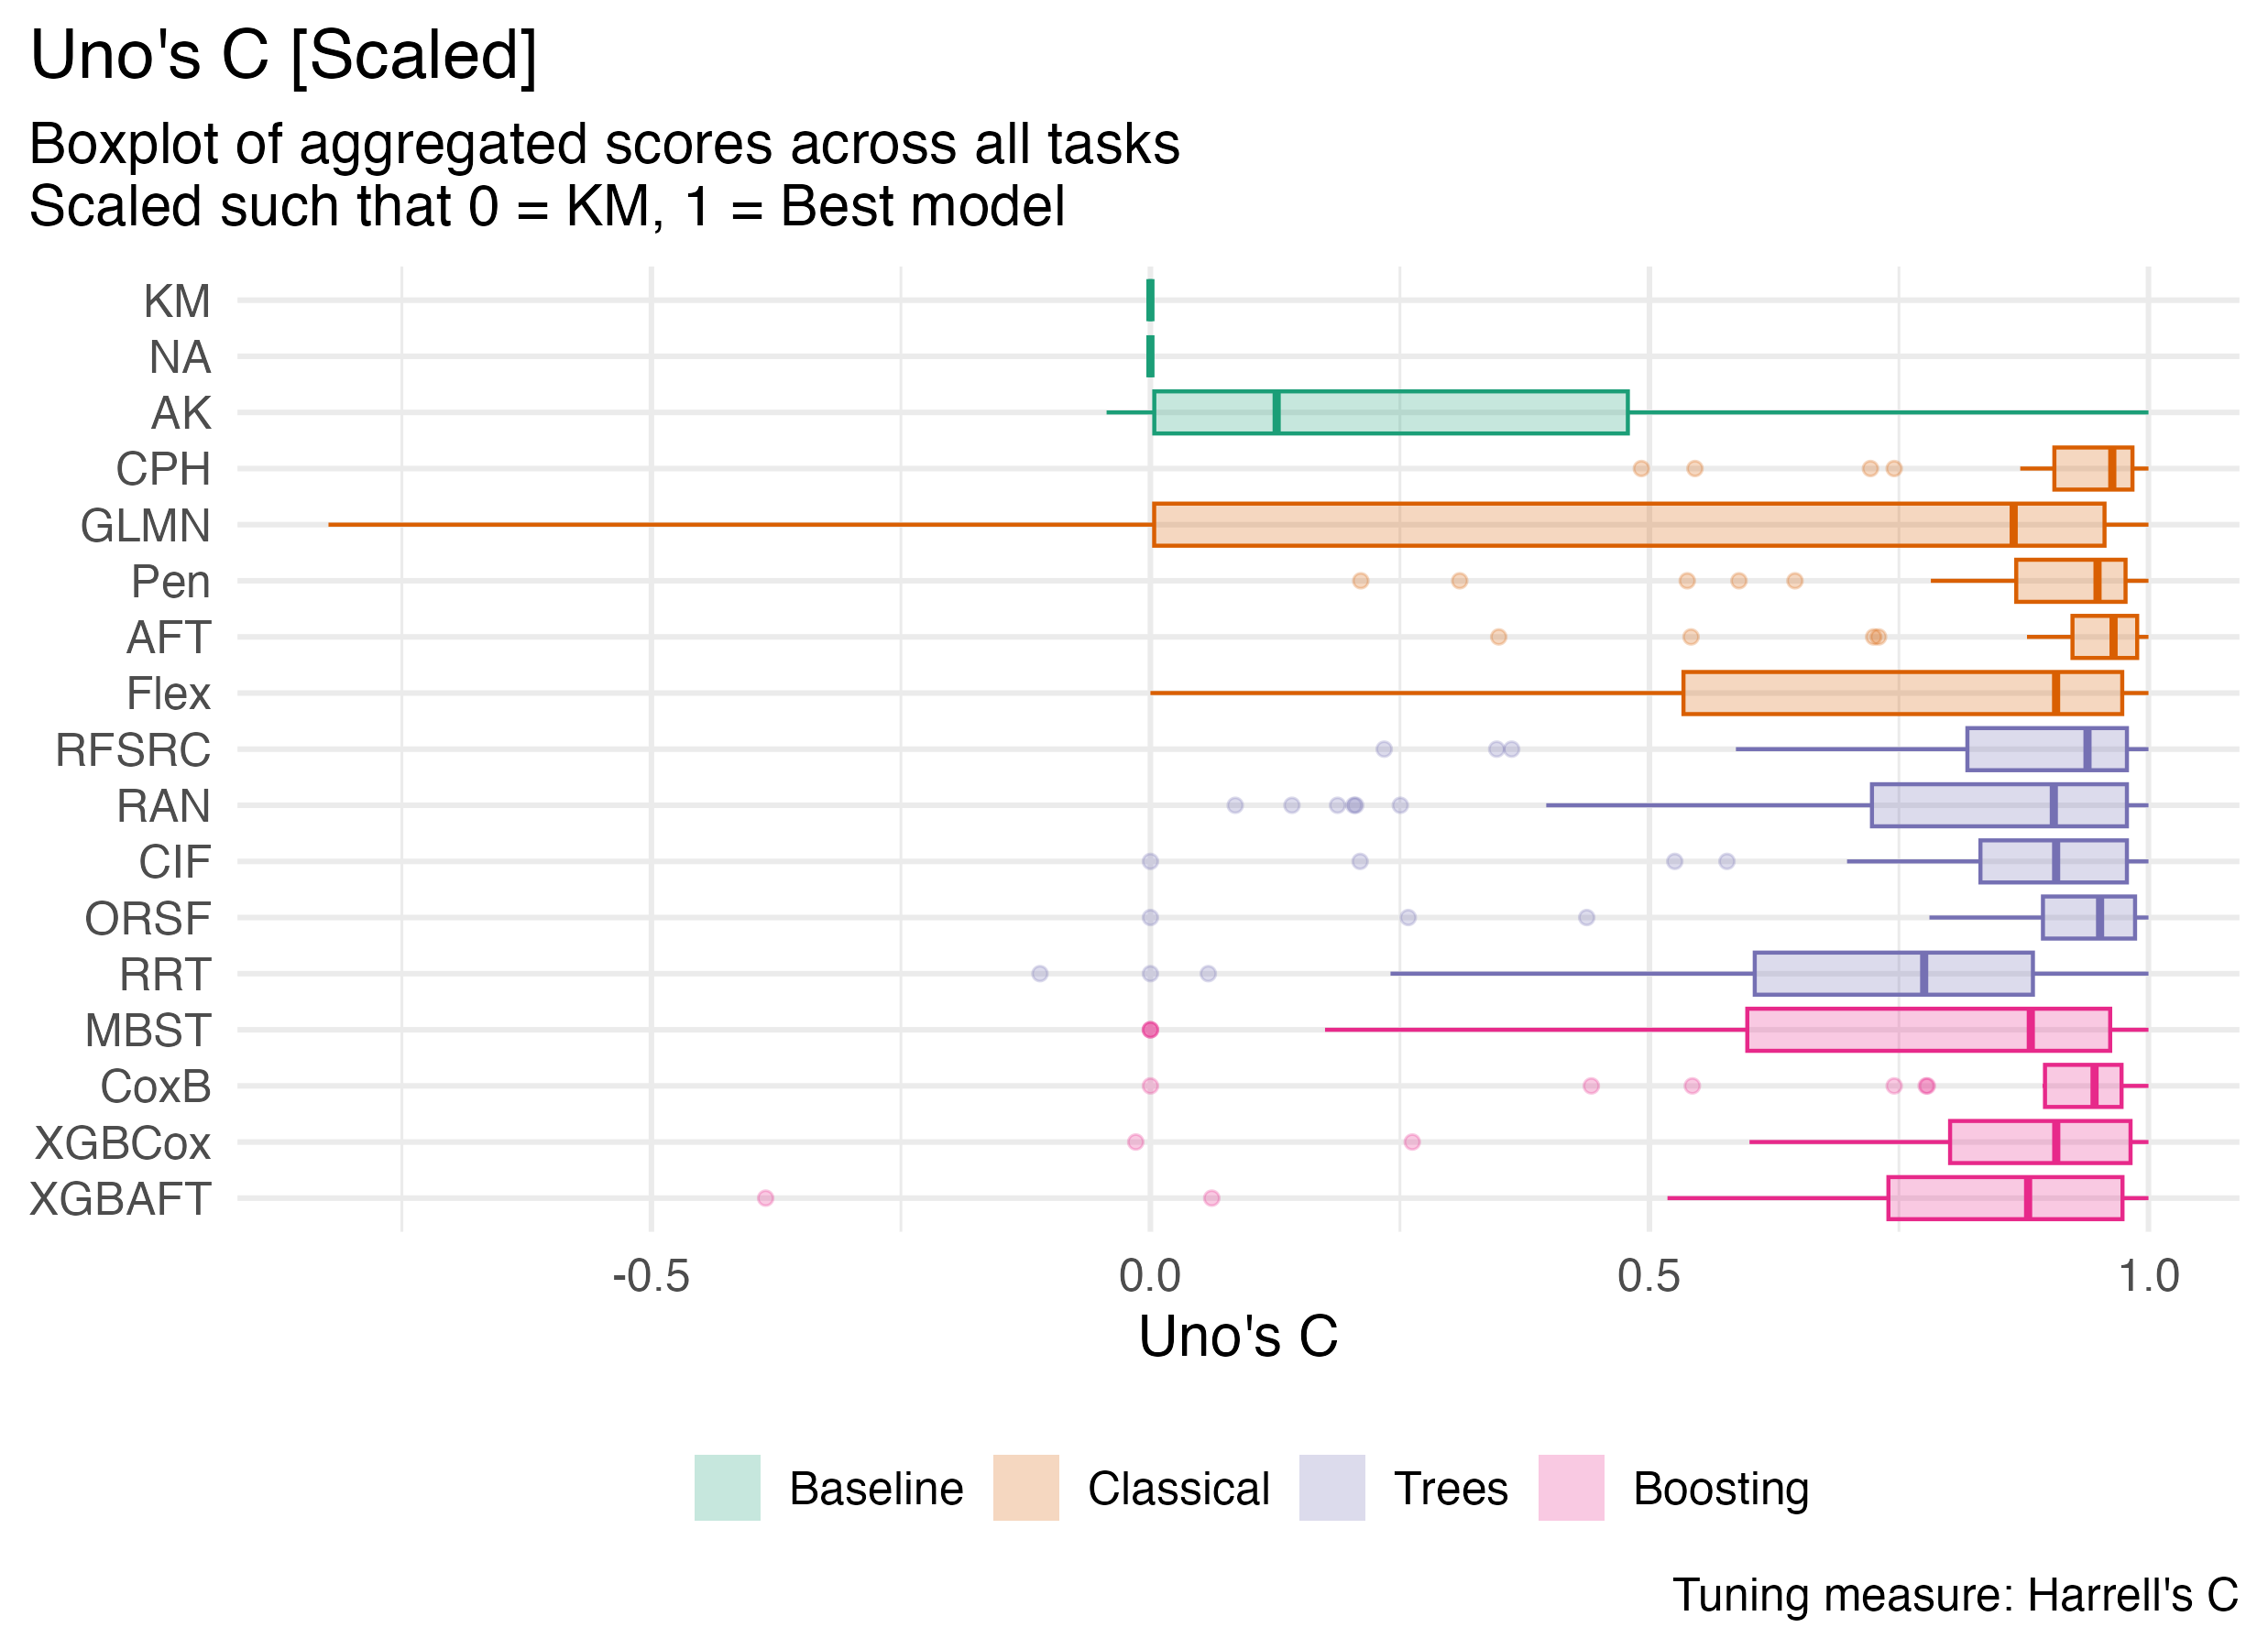 Uno's C [Scaled]
Boxplot of aggregated scores across all tasks
Scaled such that 0 = KM, 1 = Best model
KM
NA
AK
CPH
GLMN
Pen
AFT
Flex
RFSRC
RAN
CIF
ORSF
RRT
MBST
CoxB
XGBCox
XGBAFT
-0.5 0.0 0.5 1.0
Uno's C
Baseline Classical Trees Boosting
Tuning measure: Harrell's C